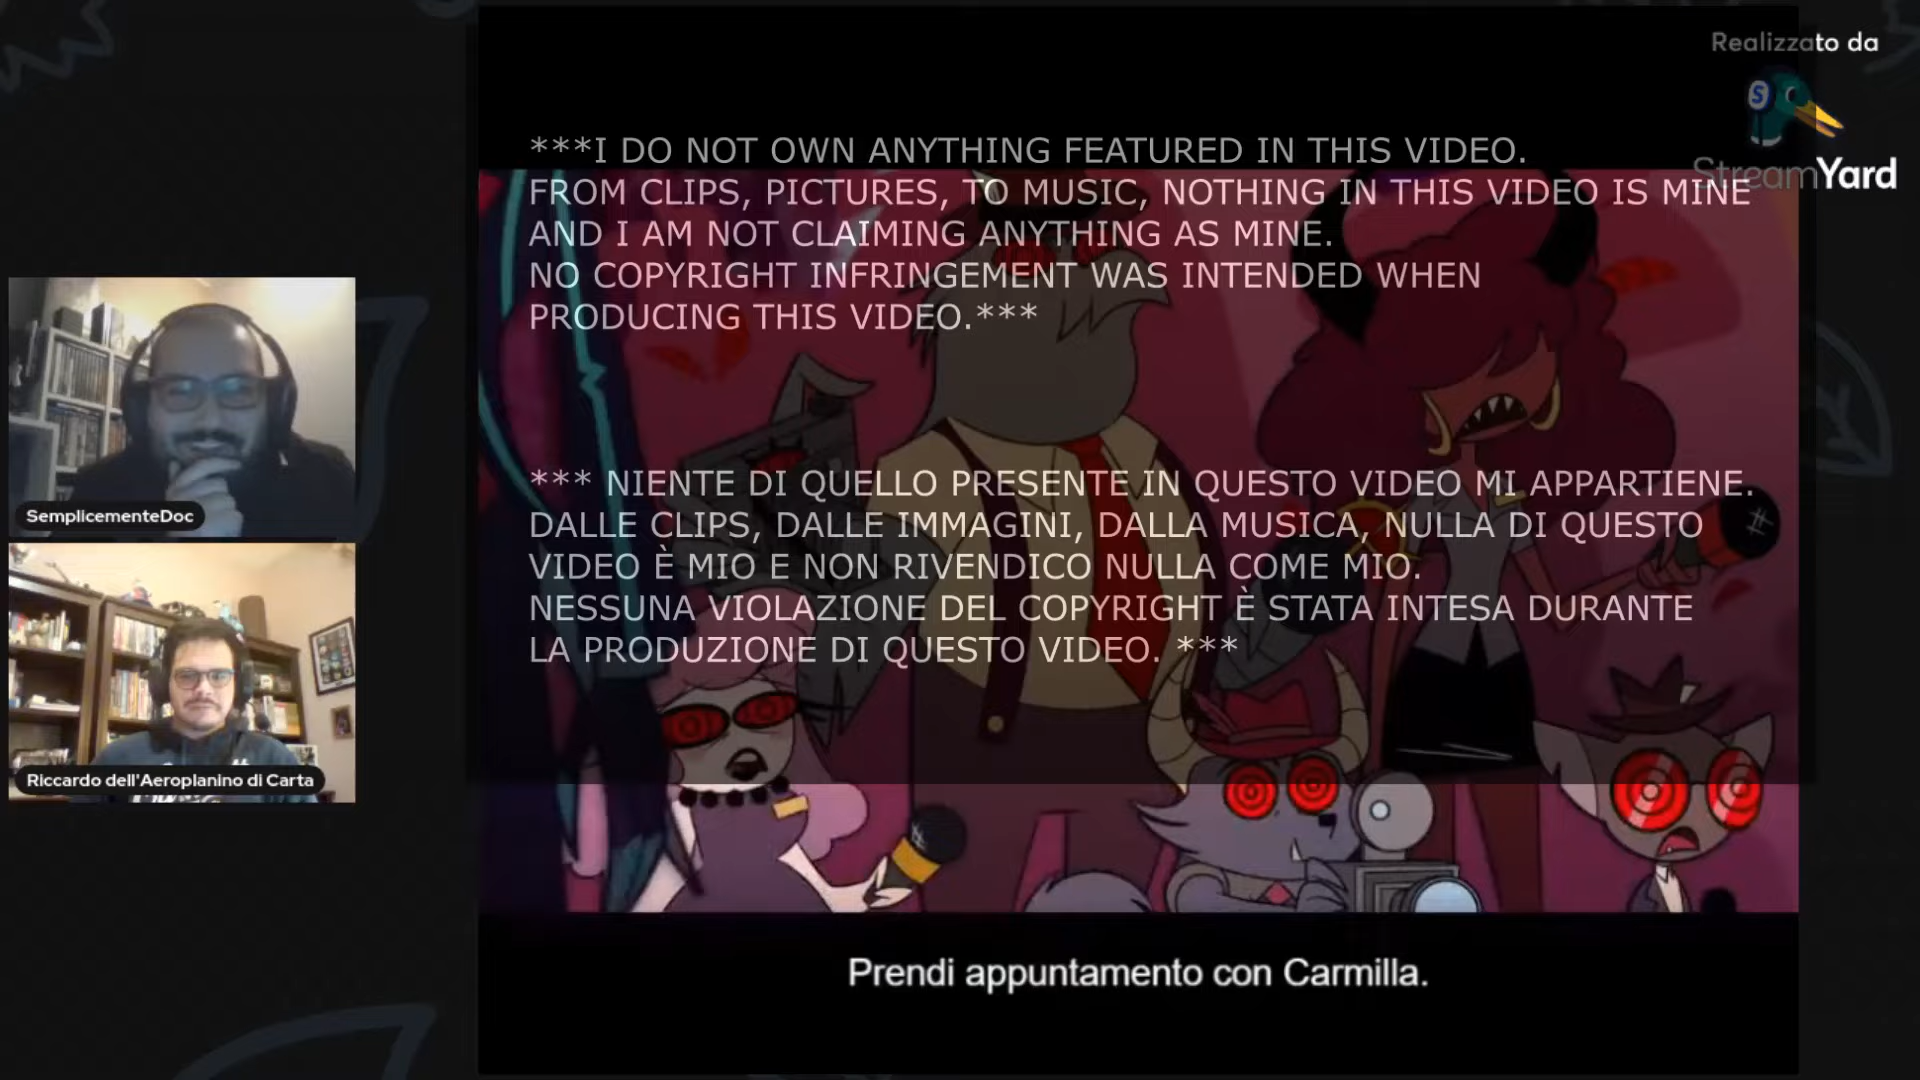 Realizzato da
S
StreamYard
***I DO NOT OWN ANYTHING FEATURED IN THIS VIDEO.
FROM CLIPS, PICTURES, TO MUSIC, NOTHING IN THIS VIDEO IS MINE
AND I AM NOT CLAIMING ANYTHING AS MINE.
NO COPYRIGHT INFRINGEMENT WAS INTENDED WHEN
PRODUCING THIS VIDEO.***
*** NIENTE DI QUELLO PRESENTE IN QUESTO VIDEO MI APPARTIENE.
DALLE CLIPS, DALLE IMMAGINI, DALLA MUSICA, NULLA DI QUESTO
VIDEO È MIO E NON RIVENDICO NULLA COME MIO.
NESSUNA VIOLAZIONE DEL COPYRIGHT È STATA INTESA DURANTE
LA PRODUZIONE DI QUESTO VIDEO. ***
SemplicementeDoc
Riccardo dell'Aeroplanino di Carta
Prendi appuntamento con Carmilla.